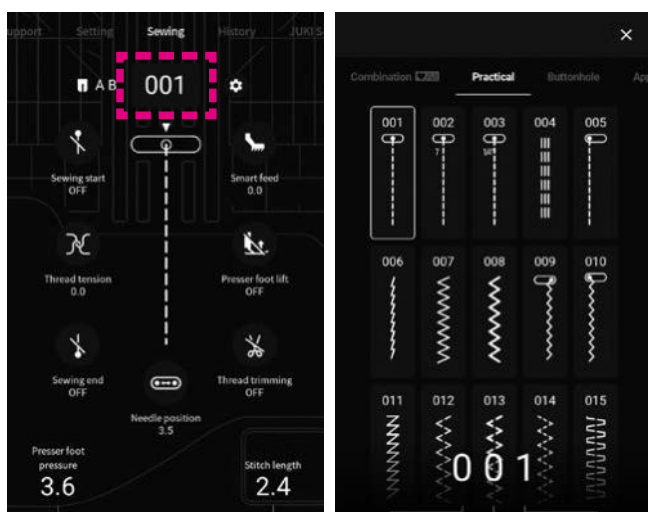 upport Setting Sewing History JUKI S
A B 001
Sewing start
OFF
Smart feed
0.0
Thread tension
0.0
Presser foot lift
OFF
Sewing end
OFF
Thread trimming
OFF
Needle position
3.5
Presser foot
pressure
3.6
Stitch length
2.4
Combination Practical Buttonhole Ap
001 002 003 004 005
006 007 008 009 010
011 012 013 014 015
001